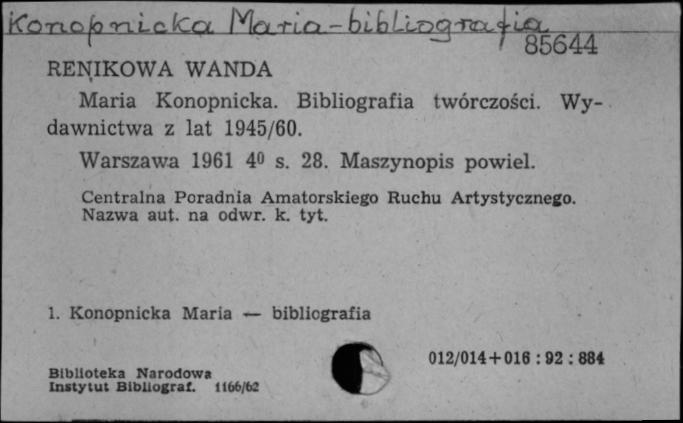 Konopnicka Maria - bibliografia
85644
RENIKOWA WANDA
Maria Konopnicka. Bibliografia twórczości. Wy-
dawnictwa z lat 1945/60.
Warszawa 1961 4⁰ s. 28. Maszynopis powiel.
Centralna Poradnia Amatorskiego Ruchu Artystycznego.
Nazwa aut. na odwr. k. tyt.
1. Konopnicka Maria — bibliografia
012/014+016 : 92 : 884
Biblioteka Narodowa
Instytut Bibliograf. 1166/62